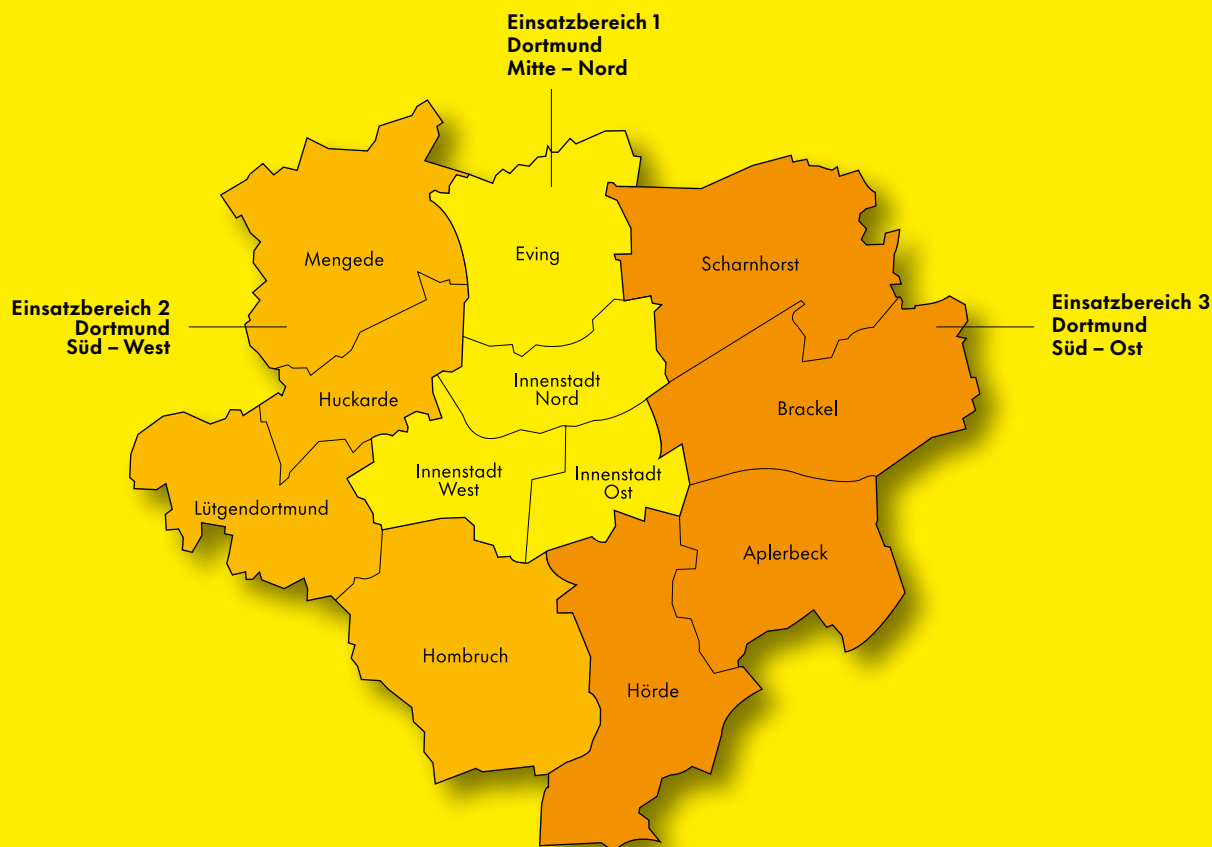 Einsatzbereich 1
Dortmund
Mitte – Nord
Mengede
Eving
Scharnhorst
Einsatzbereich 2
Dortmund
Süd – West
Einsatzbereich 3
Dortmund
Süd – Ost
Huckarde
Innenstadt
Nord
Brackel
Innenstadt
West
Innenstadt
Ost
Lütgendortmund
Aplerbeck
Hombruch
Hörde